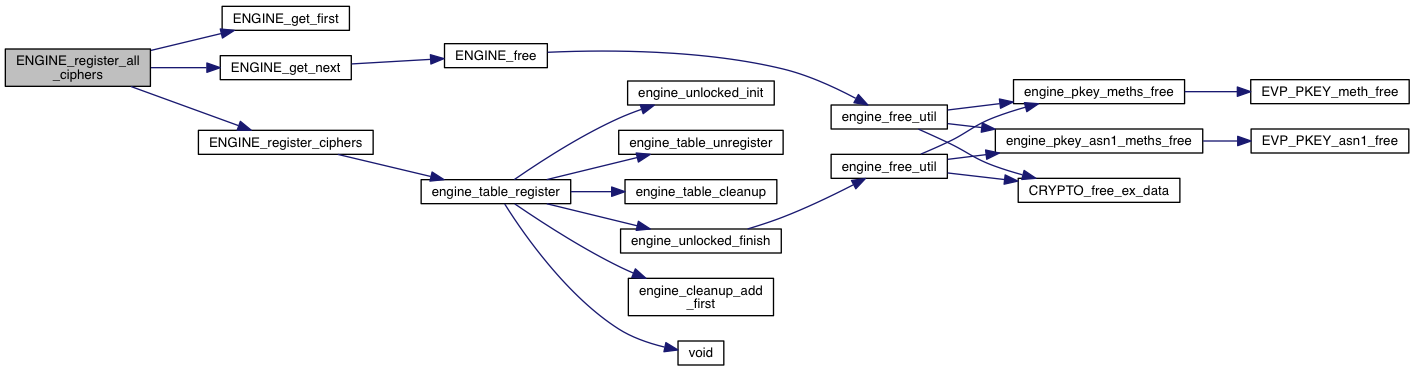 ENGINE_get_first
ENGINE_register_all
_ciphers
ENGINE_get_next
ENGINE_free
ENGINE_register_ciphers
engine_table_register
engine_unlocked_init
engine_table_unregister
engine_table_cleanup
engine_unlocked_finish
engine_cleanup_add
_first
void
engine_free_util
engine_free_util
engine_pkey_meths_free
engine_pkey_asn1_meths_free
CRYPTO_free_ex_data
EVP_PKEY_meth_free
EVP_PKEY_asn1_free